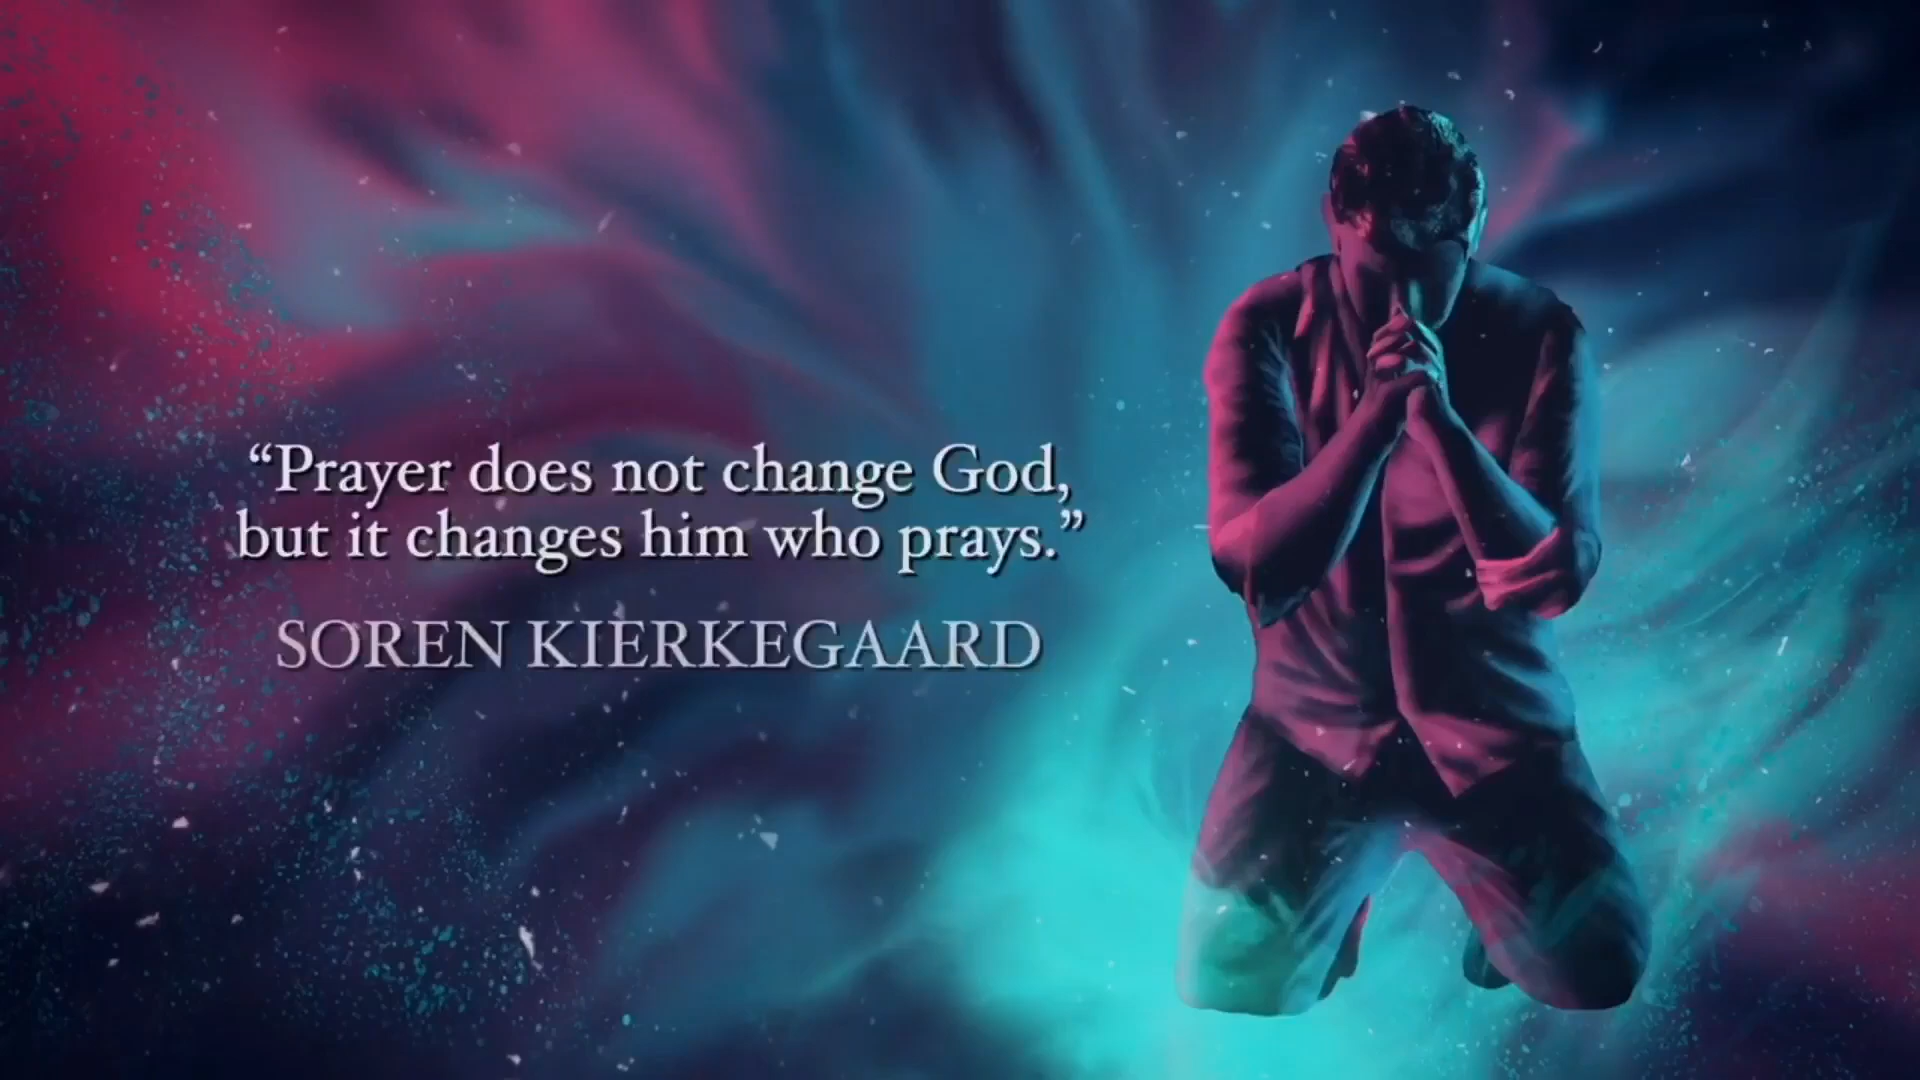 “Prayer does not change God,
but it changes him who prays.”
SOREN KIERKEGAARD